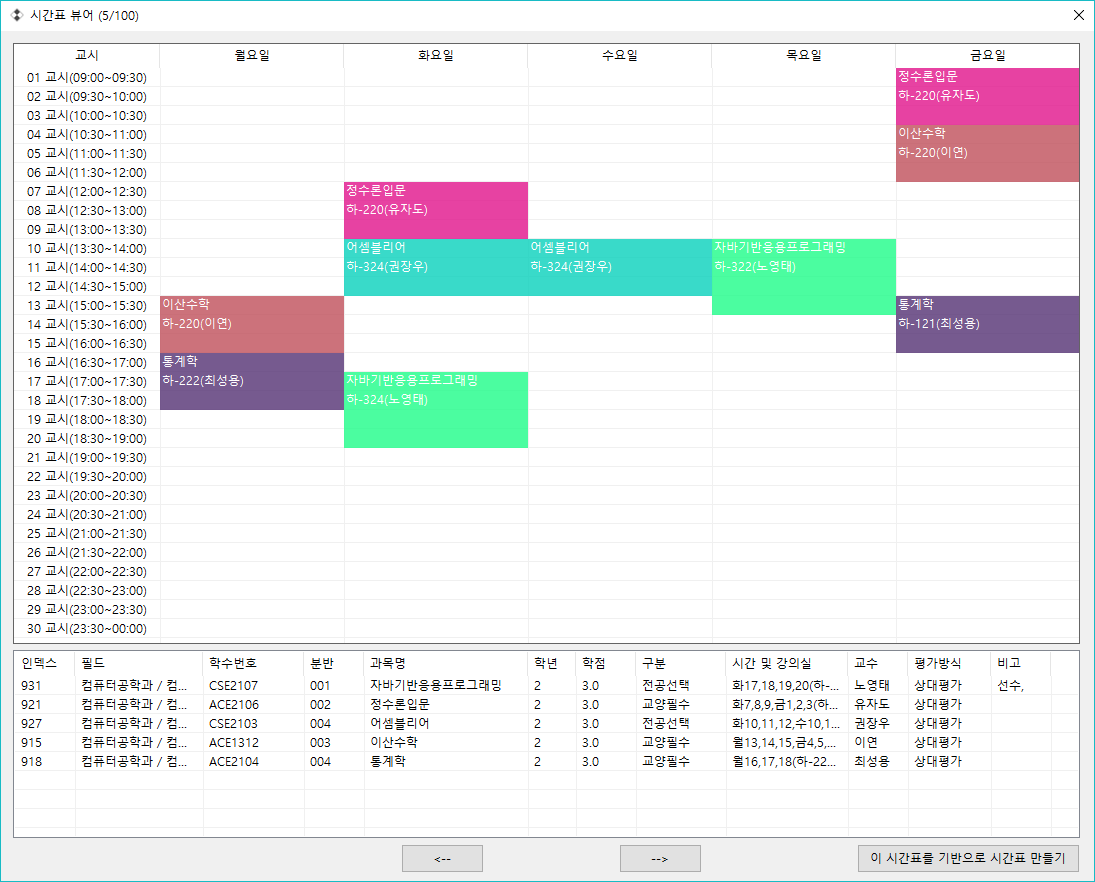 시간표 뷰어 (5/100)
교시 월요일 화요일 수요일 목요일 금요일
01 교시(09:00~09:30) 정수론입문
02 교시(09:30~10:00) 하-220(유자도)
03 교시(10:00~10:30)
04 교시(10:30~11:00) 이산수학
05 교시(11:00~11:30) 하-220(이연)
06 교시(11:30~12:00)
07 교시(12:00~12:30) 정수론입문
08 교시(12:30~13:00) 하-220(유자도)
09 교시(13:00~13:30)
10 교시(13:30~14:00) 어셈블리어 어셈블리어 자바기반응용프로그래밍
11 교시(14:00~14:30) 하-324(권장우) 하-324(권장우) 하-322(노영태)
12 교시(14:30~15:00)
13 교시(15:00~15:30) 이산수학 통계학
14 교시(15:30~16:00) 하-220(이연) 하-121(최성용)
15 교시(16:00~16:30)
16 교시(16:30~17:00) 통계학
17 교시(17:00~17:30) 하-222(최성용) 자바기반응용프로그래밍
18 교시(17:30~18:00) 하-324(노영태)
19 교시(18:00~18:30)
20 교시(18:30~19:00)
21 교시(19:00~19:30)
22 교시(19:30~20:00)
23 교시(20:00~20:30)
24 교시(20:30~21:00)
25 교시(21:00~21:30)
26 교시(21:30~22:00)
27 교시(22:00~22:30)
28 교시(22:30~23:00)
29 교시(23:00~23:30)
30 교시(23:30~00:00)
인덱스 필드 학수번호 분반 과목명 학년 학점 구분 시간 및 강의실 교수 평가방식 비고
931 컴퓨터공학과 / 컴... CSE2107 001 자바기반응용프로그래밍 2 3.0 전공선택 화17,18,19,20(하-... 노영태 상대평가 선수,
921 컴퓨터공학과 / 컴... ACE2106 002 정수론입문 2 3.0 교양필수 화7,8,9,금1,2,3(하... 유자도 상대평가
927 컴퓨터공학과 / 컴... CSE2103 004 어셈블리어 2 3.0 전공선택 화10,11,12,수10,1... 권장우 상대평가
915 컴퓨터공학과 / 컴... ACE1312 003 이산수학 2 3.0 교양필수 월13,14,15,금4,5,... 이연 상대평가
918 컴퓨터공학과 / 컴... ACE2104 004 통계학 2 3.0 교양필수 월16,17,18(하-22... 최성용 상대평가
<-- --> 이 시간표를 기반으로 시간표 만들기